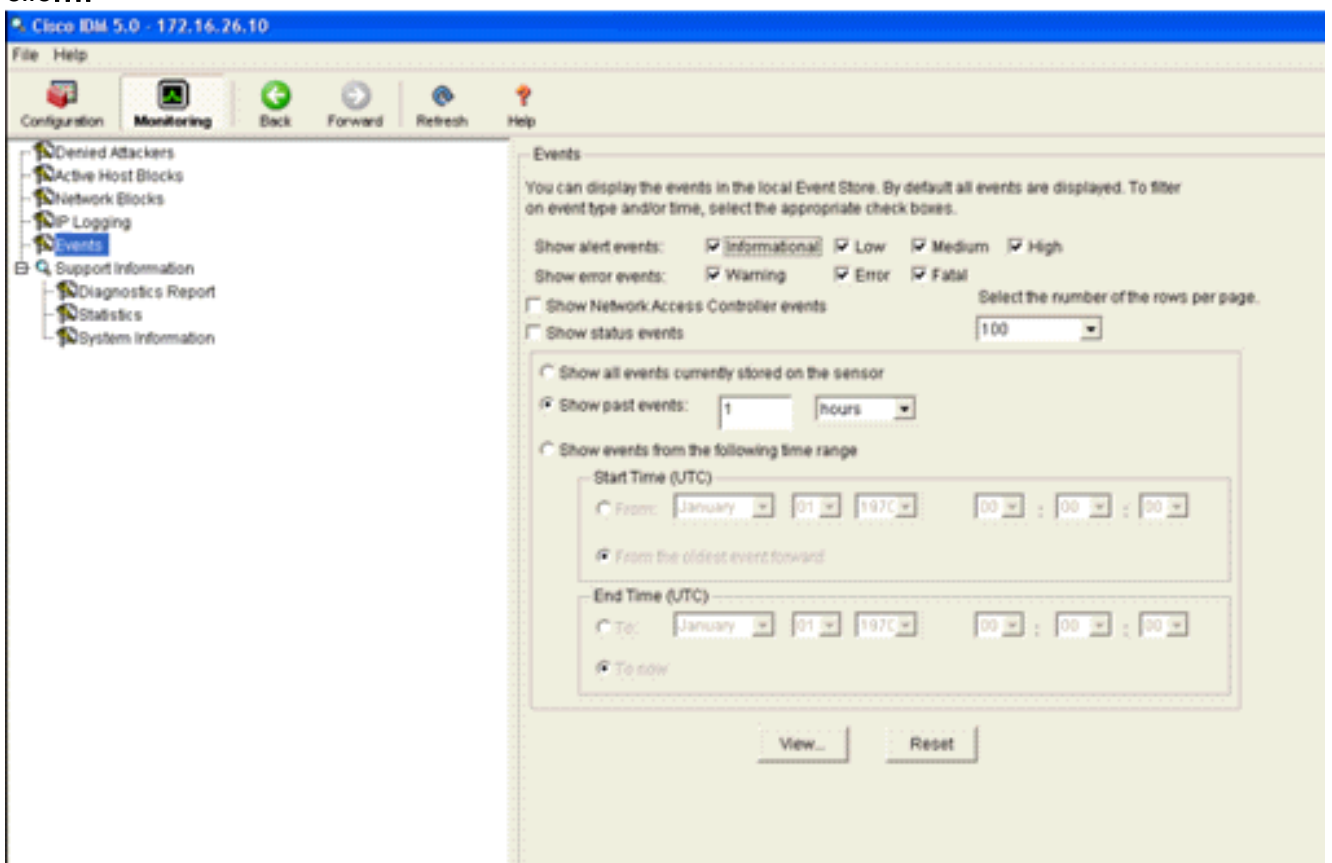 Cisco IDM 5.0 - 172.16.26.10
File Help
Configuration Monitoring Back Forward Refresh Help
Denied Attackers
Active Host Blocks
Network Blocks
IP Logging
Events
Support Information
Diagnostics Report
Statistics
System Information
Events
You can display the events in the local Event Store. By default all events are displayed. To filter
on event type and/or time, select the appropriate check boxes.
Show alert events: Informational Low Medium High
Show error events: Warning Error Fatal
Show Network Access Controller events
Select the number of the rows per page.
Show status events
100
Show all events currently stored on the sensor
Show past events: 1 hours
Show events from the following time range
Start Time (UTC)
From: January 01 1970 00 : 00 : 00
From the oldest event forward
End Time (UTC)
To: January 01 1970 00 : 00 : 00
To now
View... Reset